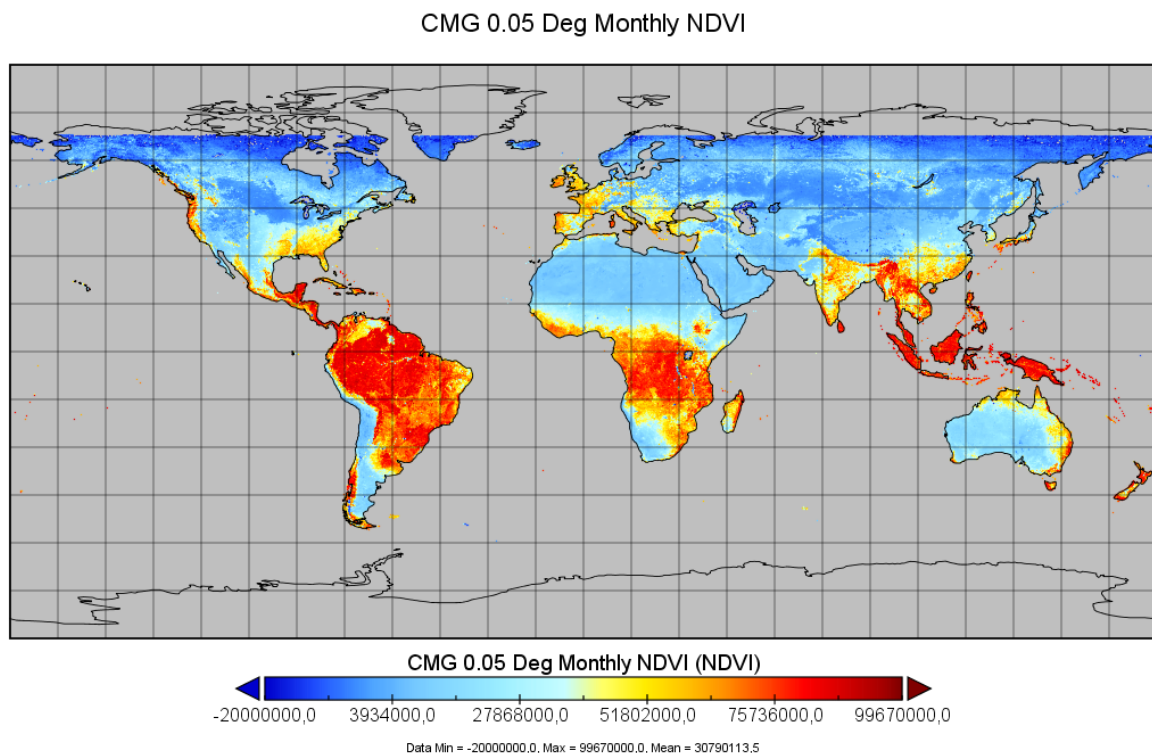 CMG 0.05 Deg Monthly NDVI
CMG 0.05 Deg Monthly NDVI (NDVI)
-20000000,0 3934000,0 27868000,0 51802000,0 75736000,0 99670000,0
Data Min = -20000000.0, Max = 99670000.0, Mean = 30790113.5